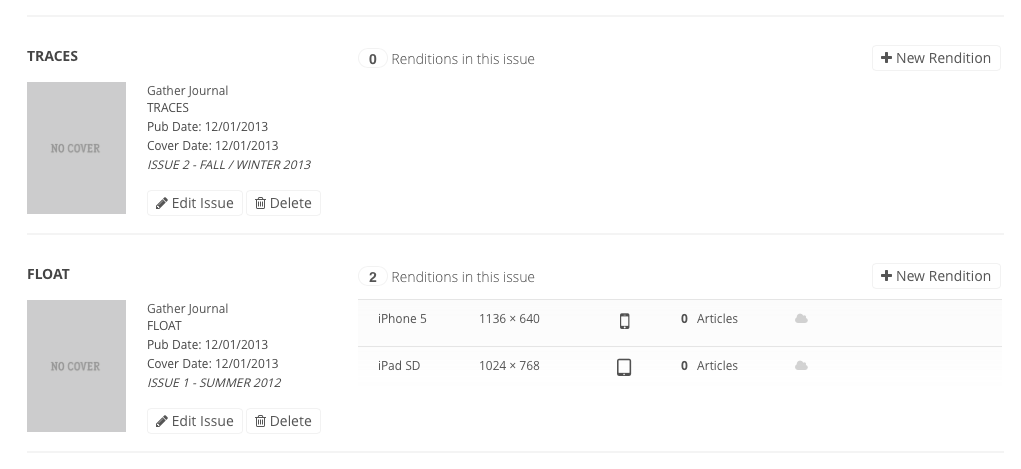 TRACES
0 Renditions in this issue
New Rendition
NO COVER
Gather Journal
TRACES
Pub Date: 12/01/2013
Cover Date: 12/01/2013
ISSUE 2 - FALL / WINTER 2013
Edit Issue
Delete
FLOAT
2 Renditions in this issue
New Rendition
NO COVER
Gather Journal
FLOAT
Pub Date: 12/01/2013
Cover Date: 12/01/2013
ISSUE 1 - SUMMER 2012
Edit Issue
Delete
iPhone 5 1136 × 640 0 Articles
iPad SD 1024 × 768 0 Articles